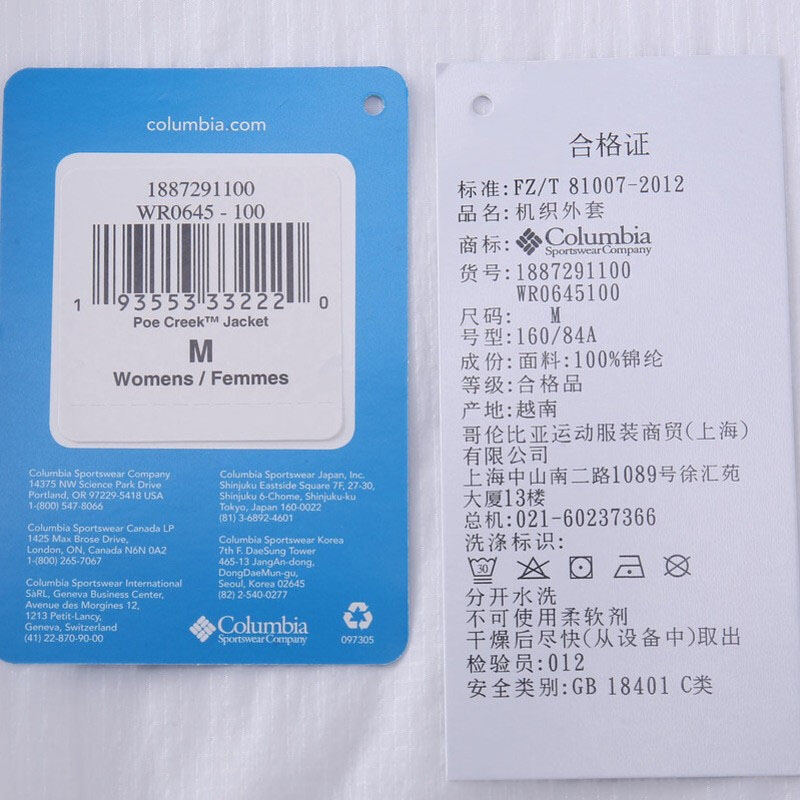 columbia.com
1887291100
WR0645 - 100
1 93553 33222 0
Poe Creek™ Jacket
M
Womens / Femmes
Columbia Sportswear Company
14375 NW Science Park Drive
Portland, OR 97229-5418 USA
1-(800) 547-8066
Columbia Sportswear Canada LP
1425 Max Brose Drive,
London, ON, Canada N6N 0A2
1-(800) 265-7067
Columbia Sportswear International
SàRL, Geneva Business Center,
Avenue des Morgines 12,
1213 Petit-Lancy,
Geneva, Switzerland
(41) 22-870-90-00
Columbia Sportswear Japan, Inc.
Shinjuku Eastside Square 7F, 27-30,
Shinjuku 6-Chome, Shinjuku-ku
Tokyo, Japan 160-0022
(81) 3-6892-4601
Columbia Sportswear Korea
7th F. DaeSung Tower
465-13 JangAn-dong,
DongDaeMun-gu,
Seoul, Korea 02645
(82) 2-540-0277
Columbia
Sportswear Company
097305
合格证
标准:FZ/T 81007-2012
品名:机织外套
商标:Columbia
Sportswear Company
货号:1887291100
WR0645100
尺码: M
号型:160/84A
成份:面料:100%锦纶
等级:合格品
产地:越南
哥伦比亚运动服装商贸(上海)
有限公司
上海中山南二路1089号徐汇苑
大厦13楼
总机:021-60237366
洗涤标识:
30
分开水洗
不可使用柔软剂
干燥后尽快(从设备中)取出
检验员:012
安全类别:GB 18401 C类